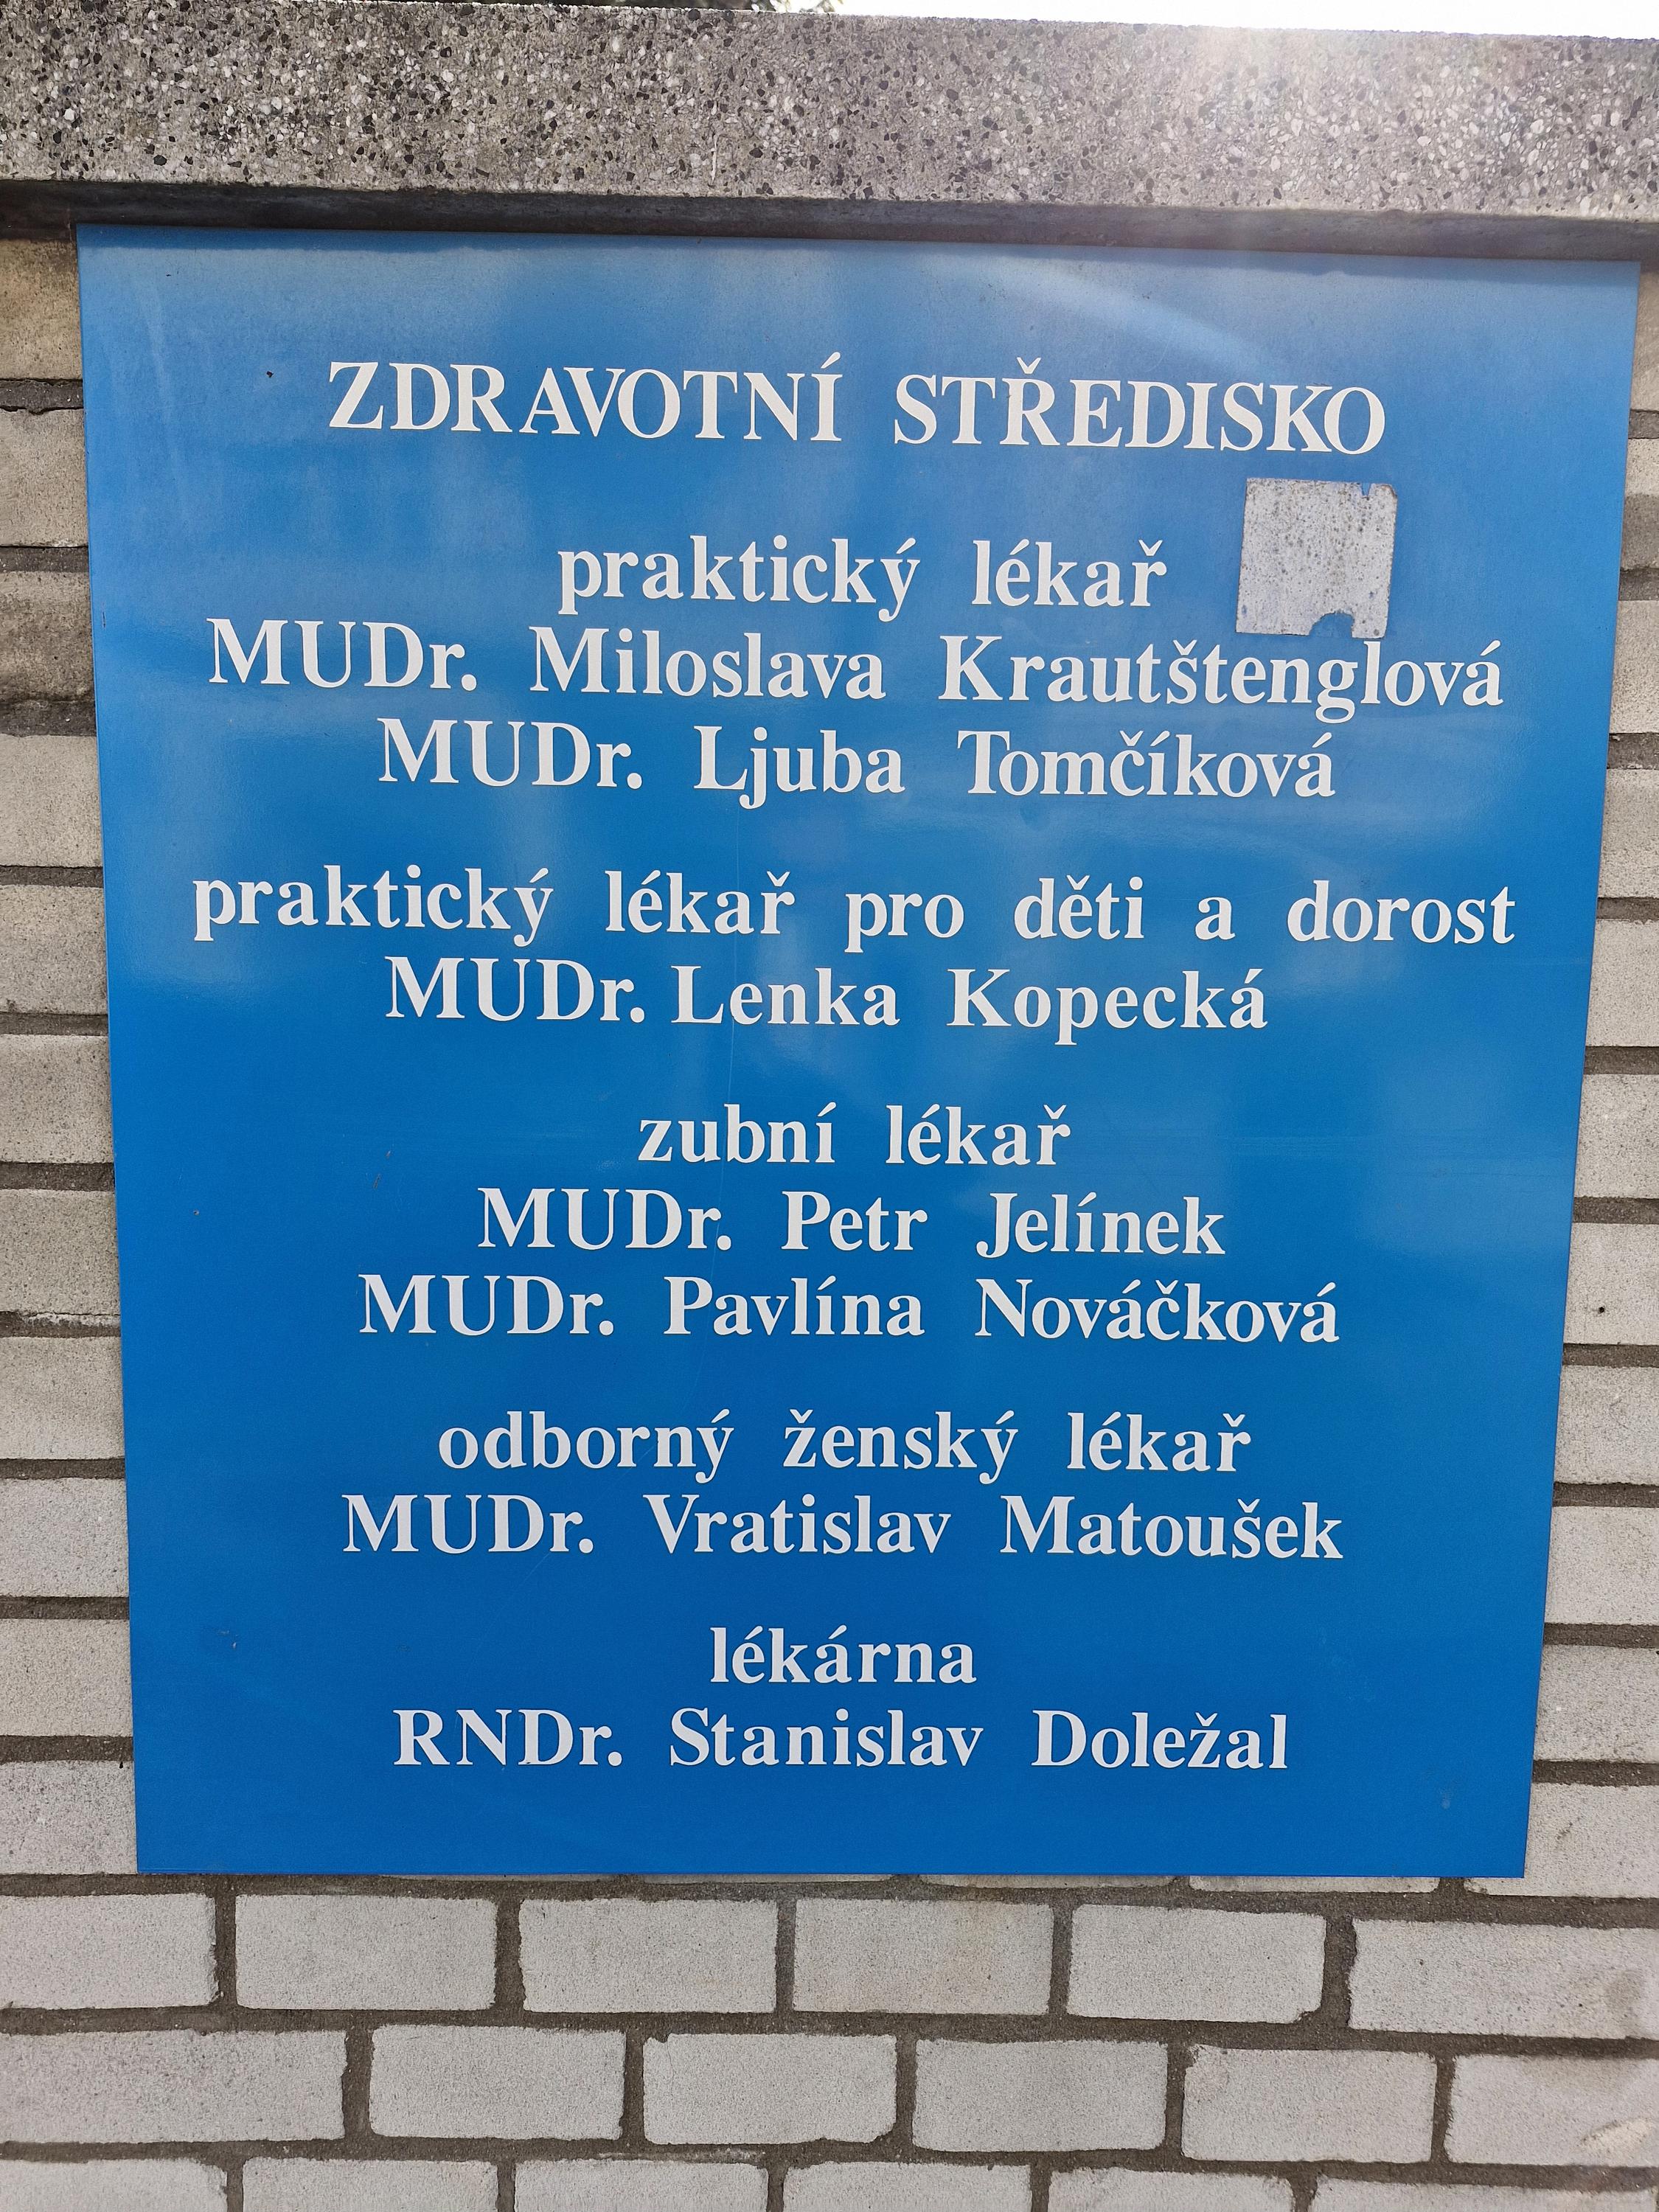 ZDRAVOTNÍ STŘEDISKO
praktický lékař
MUDr. Miloslava Krautštenglová
MUDr. Ljuba Tomčíková
praktický lékař pro děti a dorost
MUDr. Lenka Kopecká
zubní lékař
MUDr. Petr Jelínek
MUDr. Pavlína Nováčková
odborný ženský lékař
MUDr. Vratislav Matoušek
lékárna
RNDr. Stanislav Doležal